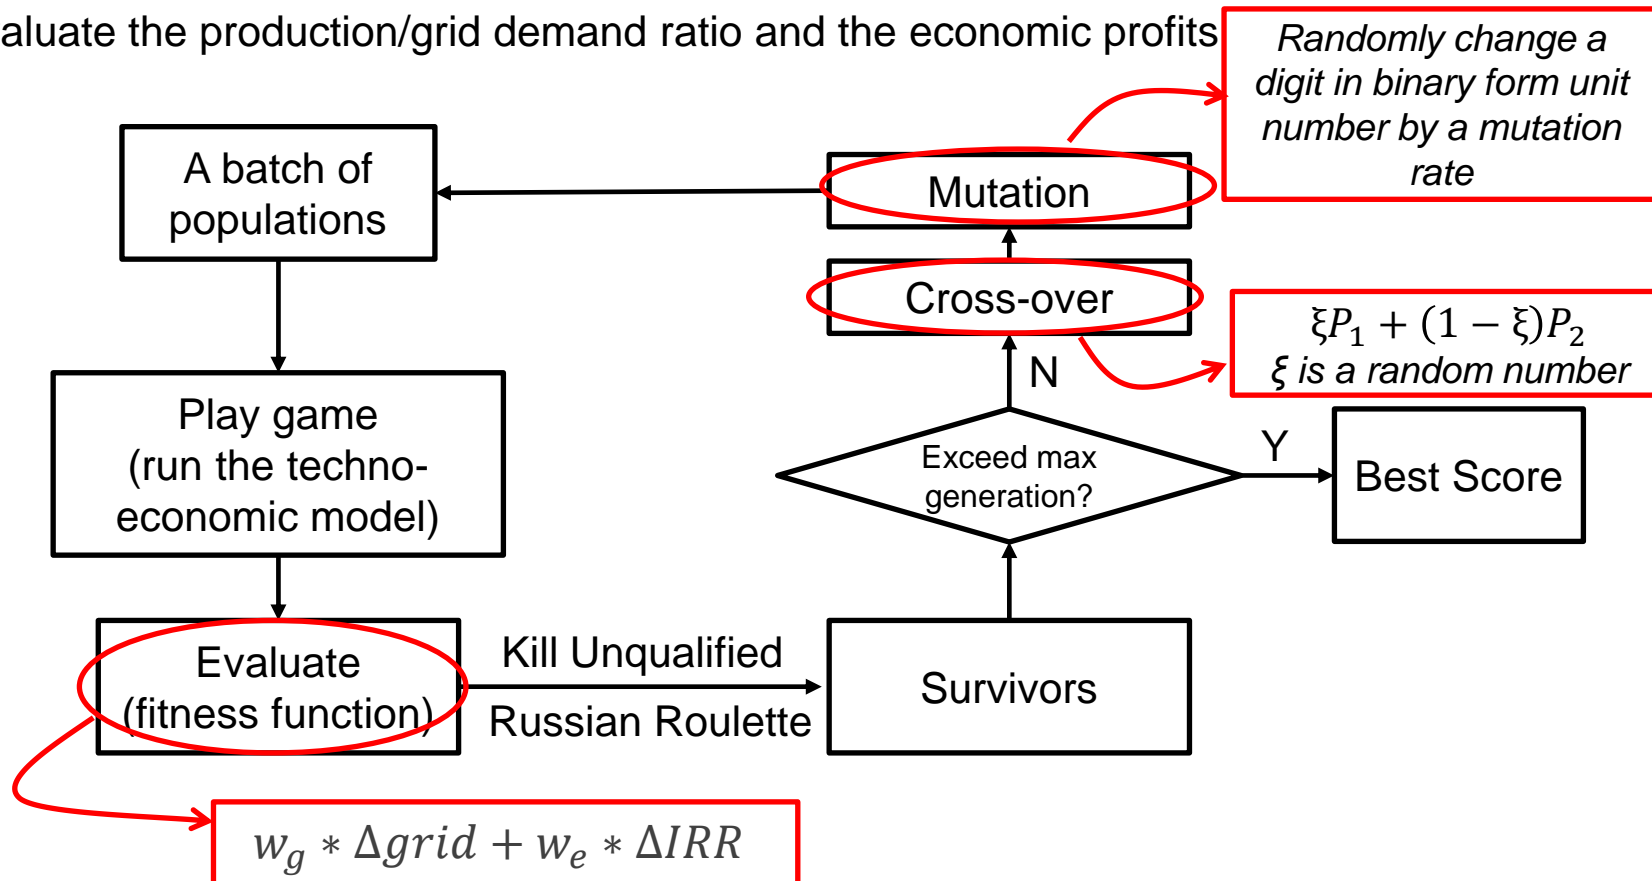 aluate the production/grid demand ratio and the economic profits
Randomly change a
digit in binary form unit
number by a mutation
rate
A batch of
populations
Mutation
Cross-over
ξP₁ + (1 − ξ)P₂
ξ is a random number
N
Play game
(run the techno-
economic model)
Exceed max
generation?
Y
Best Score
Evaluate
(fitness function)
Kill Unqualified
Russian Roulette
Survivors
w_g ∗ Δgrid + w_e ∗ ΔIRR